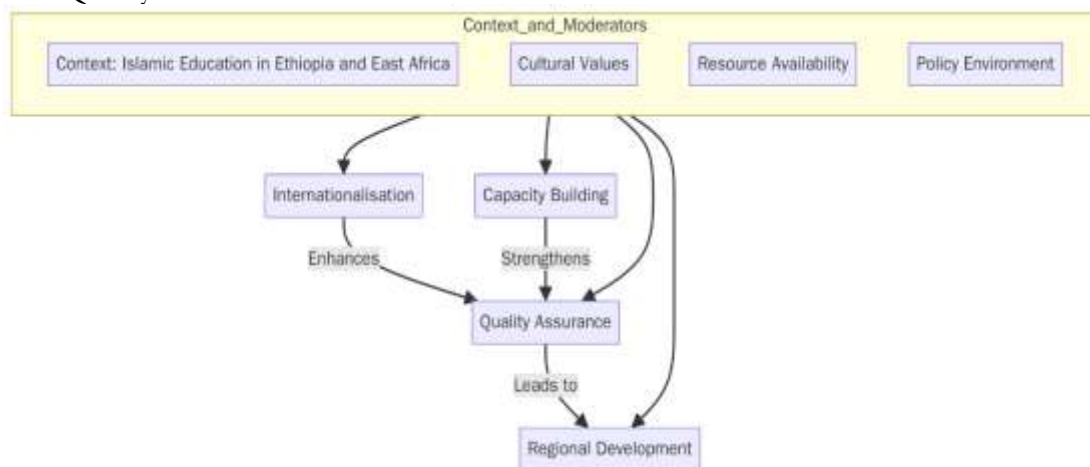 Context_and_Moderators
Context: Islamic Education in Ethiopia and East Africa
Cultural Values
Resource Availability
Policy Environment
Internationalisation
Capacity Building
Enhances
Strengthens
Quality Assurance
Leads to
Regional Development